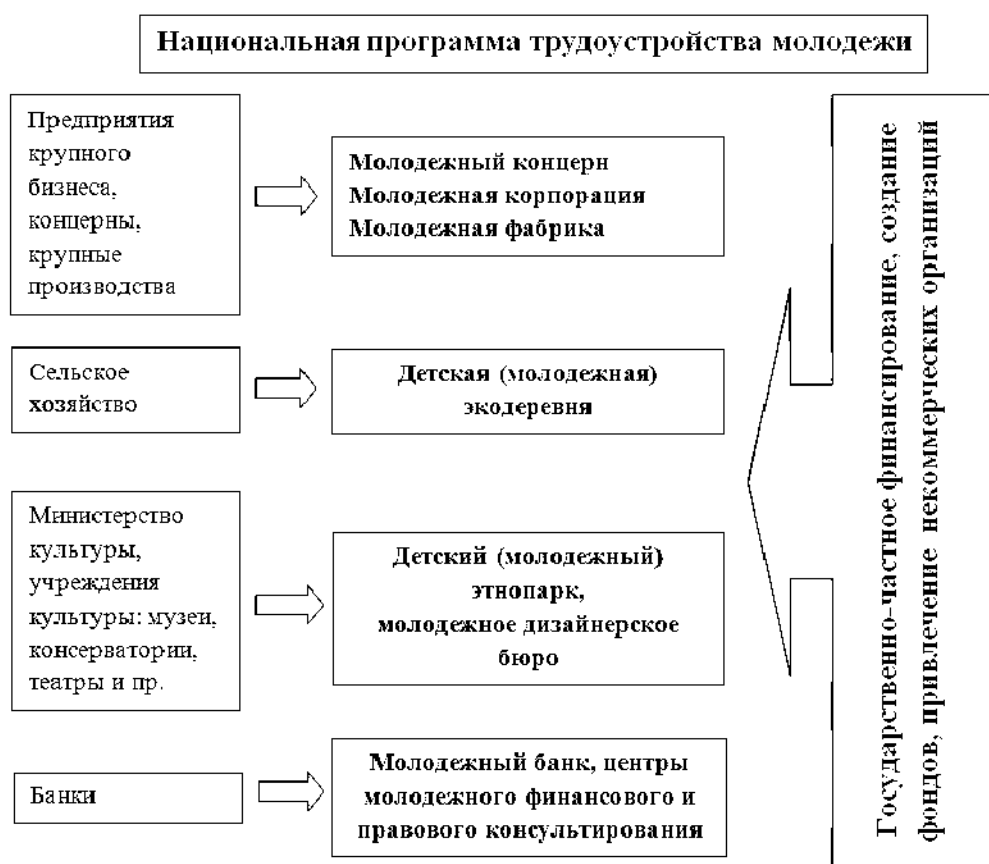 Национальная программа трудоустройства молодежи
Предприятия
крупного
бизнеса,
концерны,
крупные
производства
Молодежный концерн
Молодежная корпорация
Молодежная фабрика
Сельское
хозяйство
Детская (молодежная)
экодеревня
Министерство
культуры,
учреждения
культуры: музеи,
консерватории,
театры и пр.
Детский (молодежный)
этнопарк,
молодежное дизайнерское
бюро
Банки
Молодежный банк, центры
молодежного финансового и
правового консультирования
Государственно-частное финансирование, создание
фондов, привлечение некоммерческих организаций